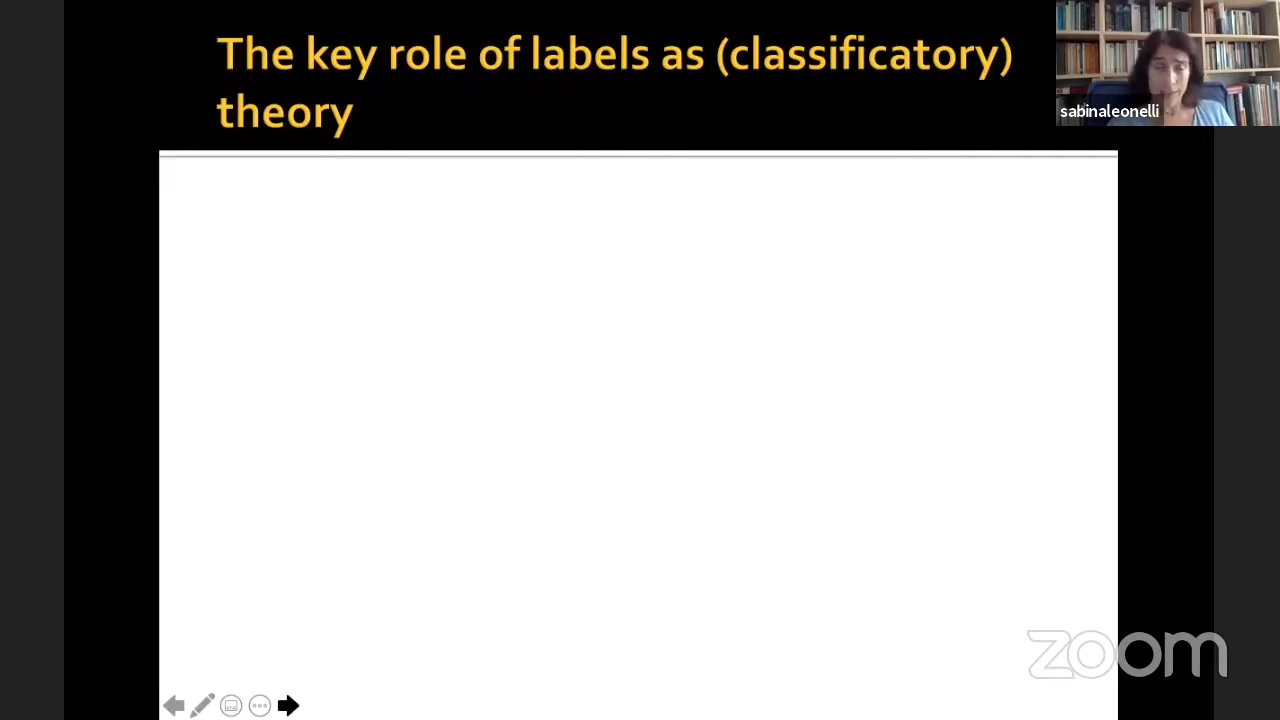 The key role of labels as (classificatory)
theory
sabinaleonelli
zoom